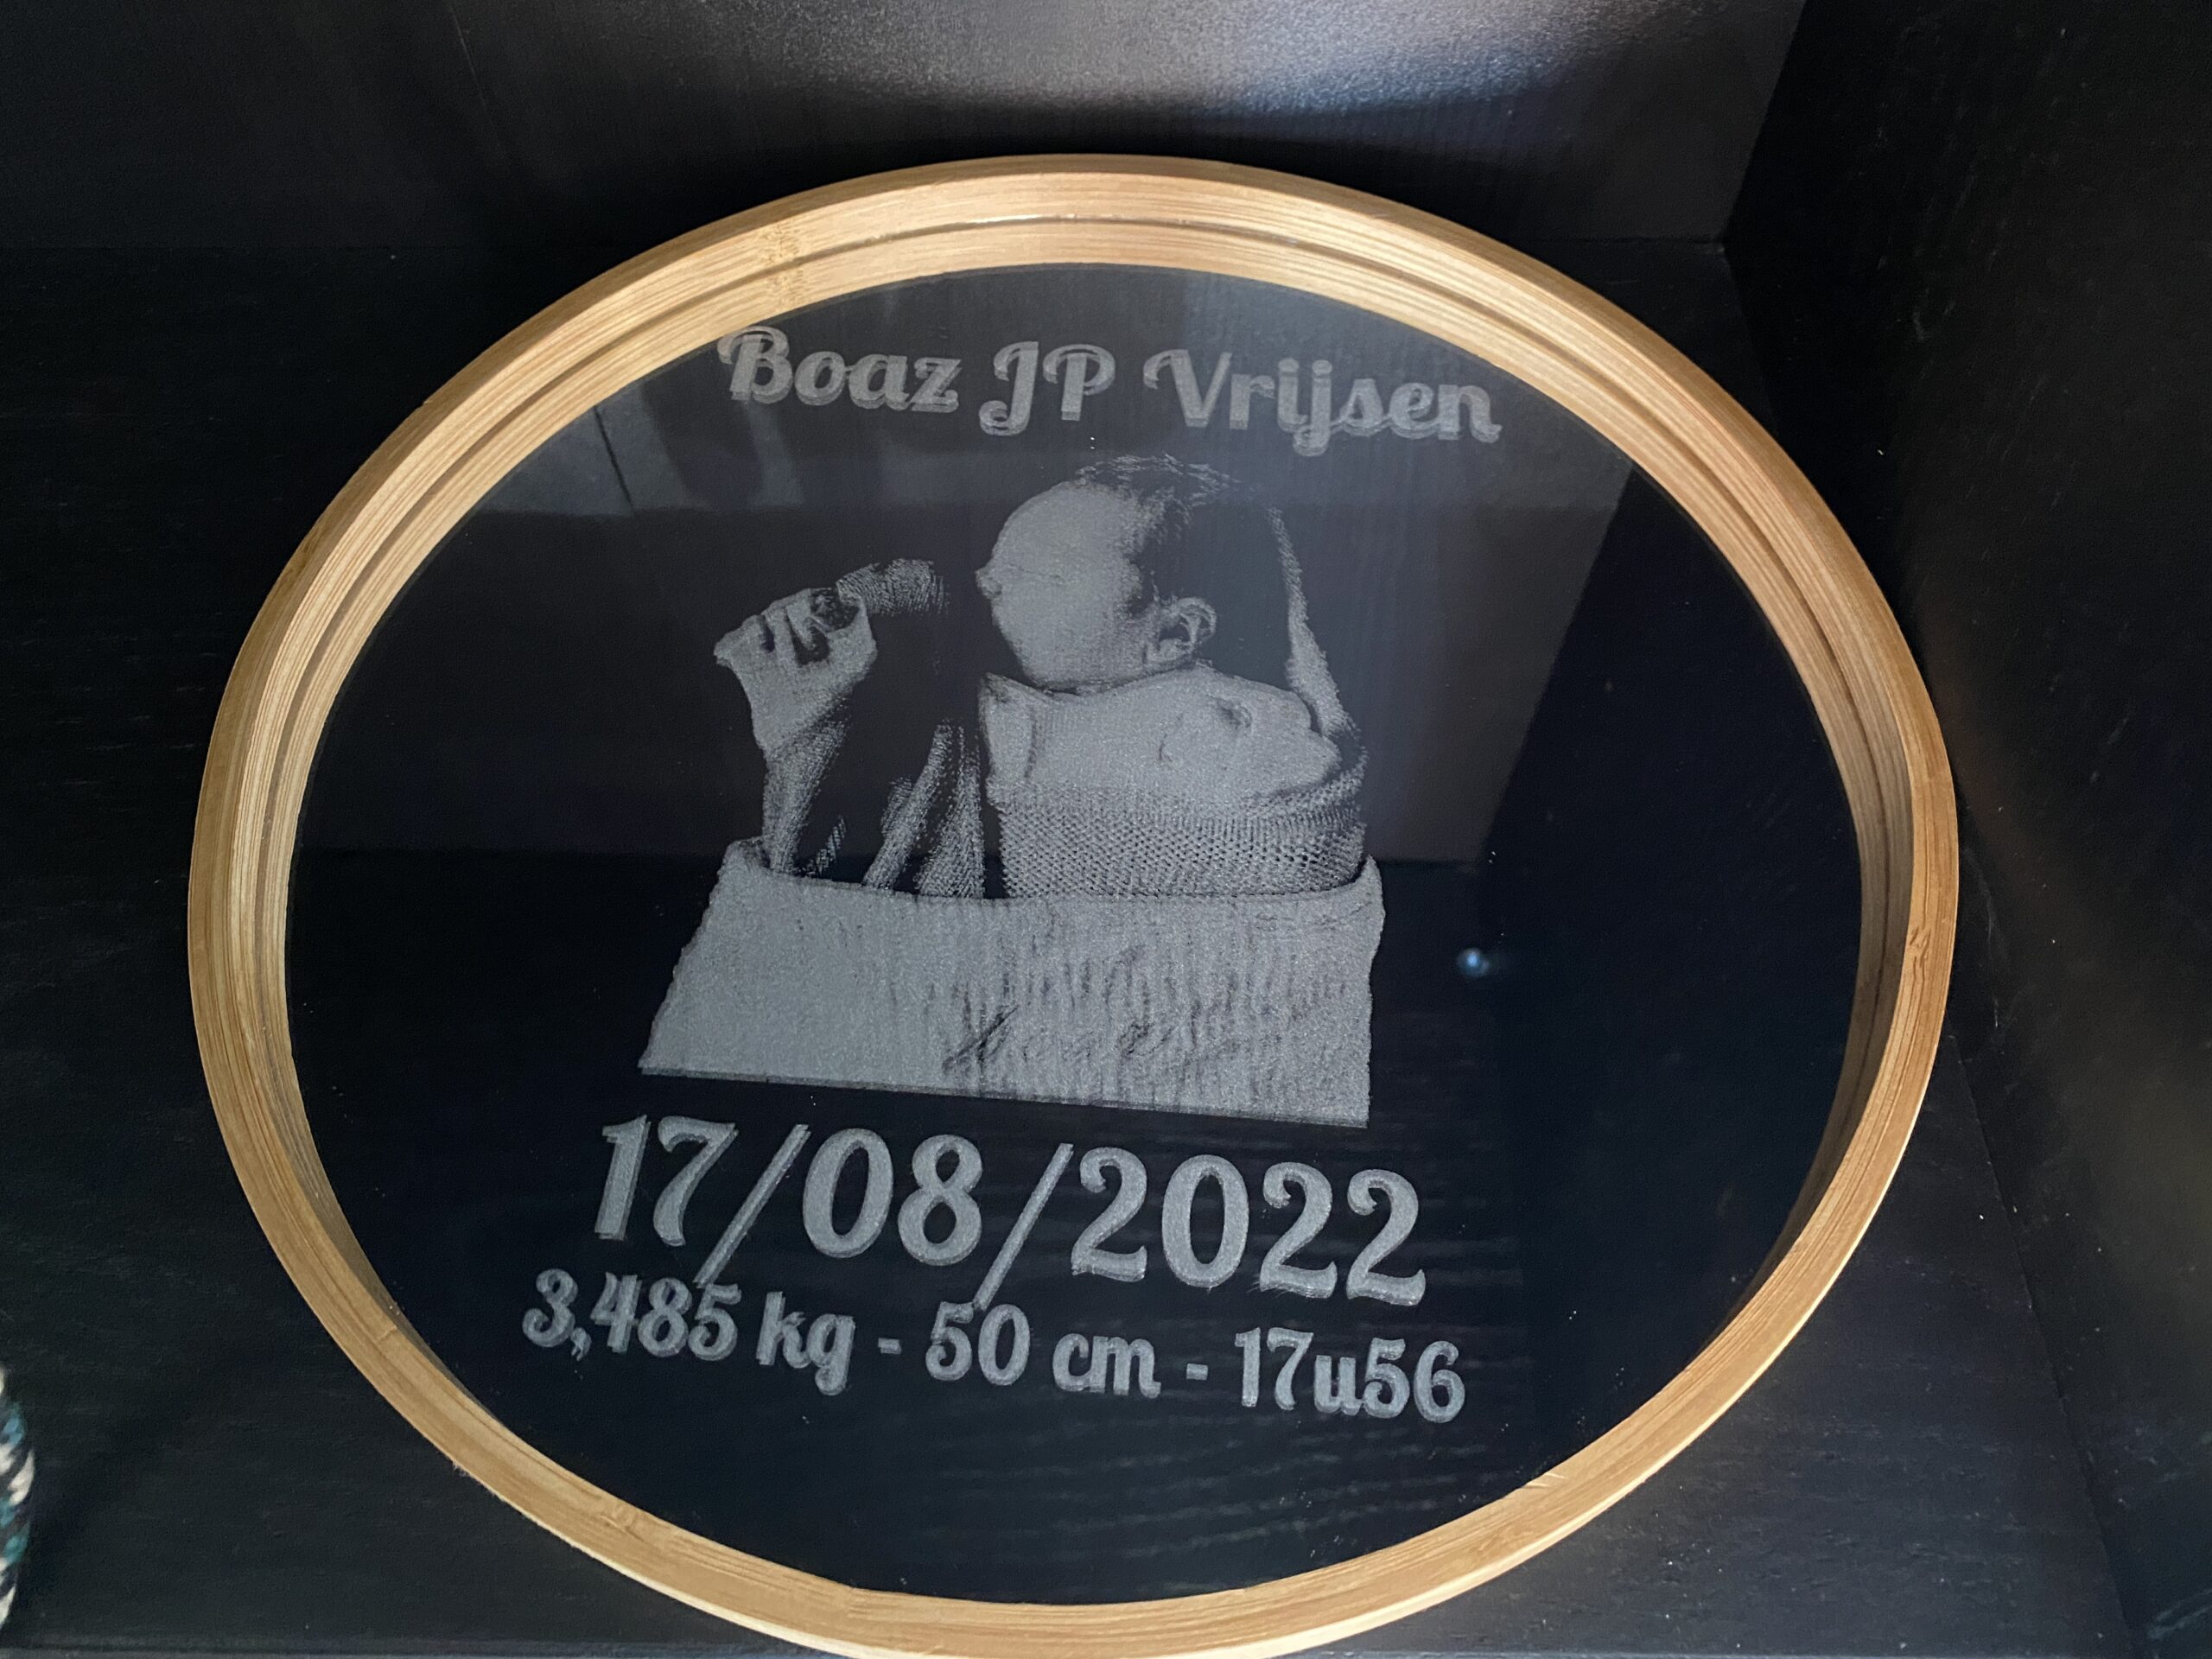 Boaz JP Vrijsen
17/08/2022
3,485 kg - 50 cm - 17u56